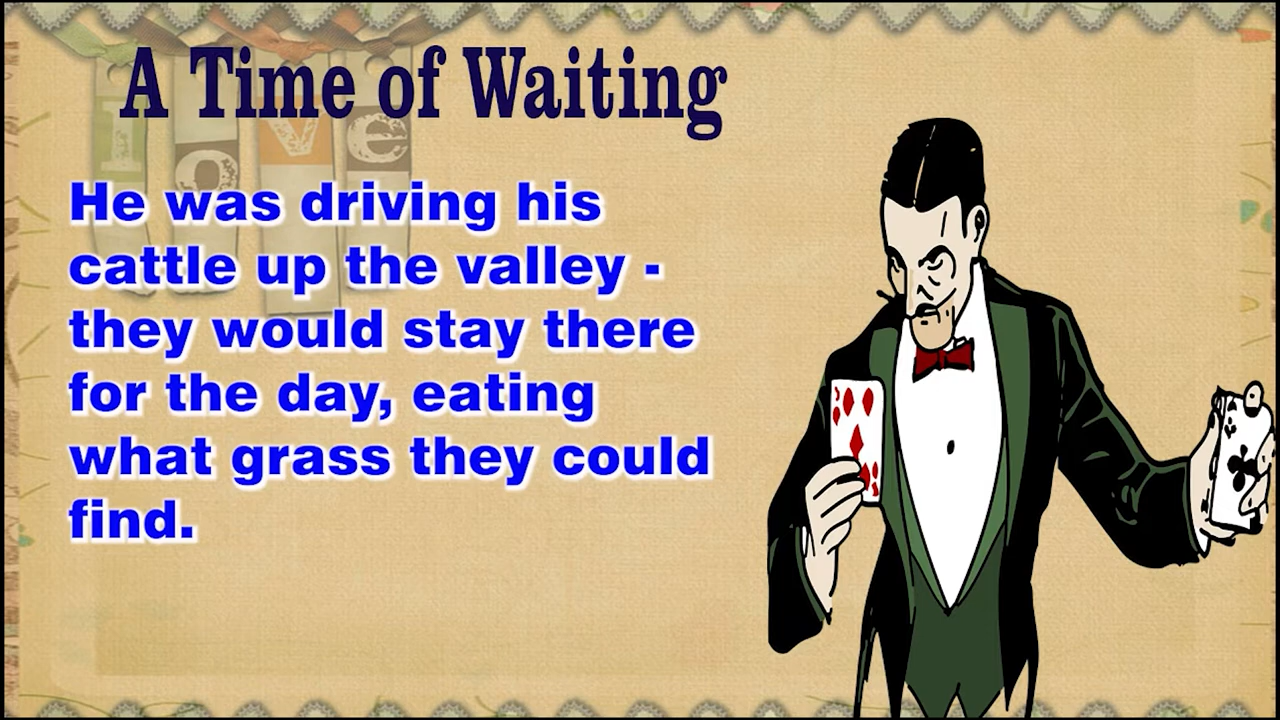 A Time of Waiting
love
He was driving his
cattle up the valley -
they would stay there
for the day, eating
what grass they could
find.